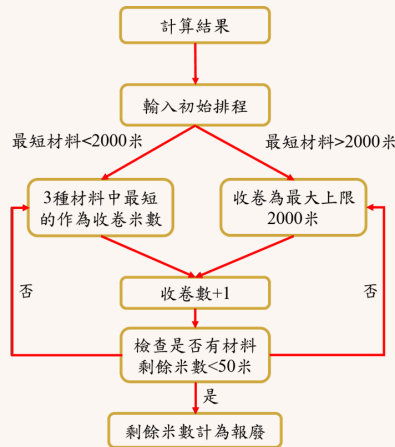 計算結果
輸入初始排程
最短材料<2000米
最短材料>2000米
3種材料中最短
的作為收卷米數
收卷為最大上限
2000米
否
收卷數+1
否
檢查是否有材料
剩餘米數<50米
是
剩餘米數計為報廢